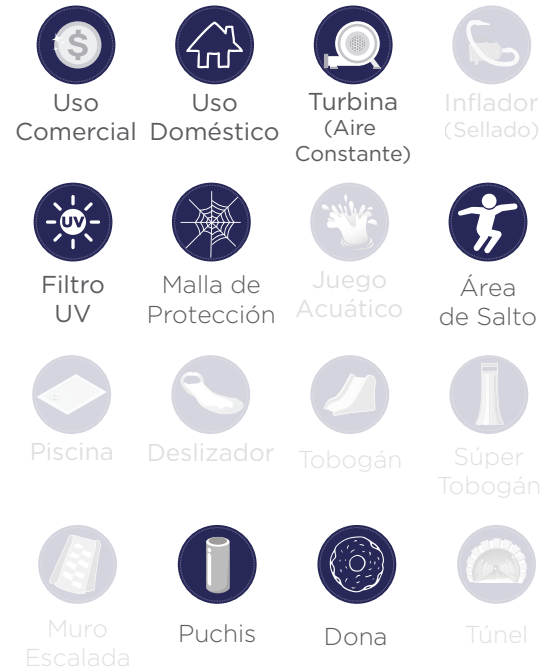 $
Uso
Comercial
Uso
Doméstico
Turbina
(Aire
Constante)
Inflador
(Sellado)
UV
Filtro
UV
Malla de
Protección
Juego
Acuático
Área
de Salto
Piscina
Deslizador
Tobogán
Súper
Tobogán
Muro
Escalada
Puchis
Dona
Túnel